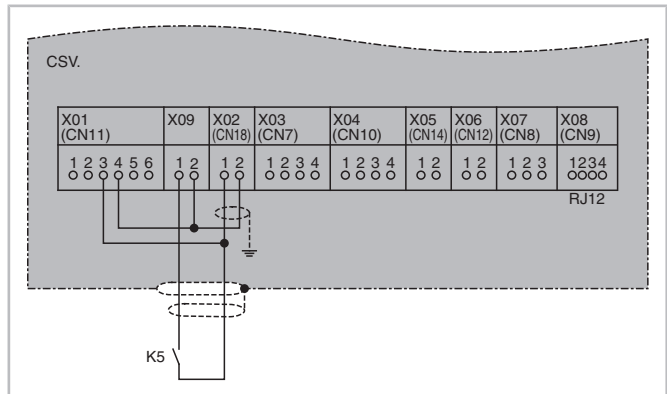 CSV.
X01 X09 X02 X03 X04 X05 X06 X07 X08
(CN11) (CN18) (CN7) (CN10) (CN14) (CN12) (CN8) (CN9)
1 2 3 4 5 6 1 2 1 2 1 2 3 4 1 2 3 4 1 2 1 2 1 2 3 1234
RJ12
K5